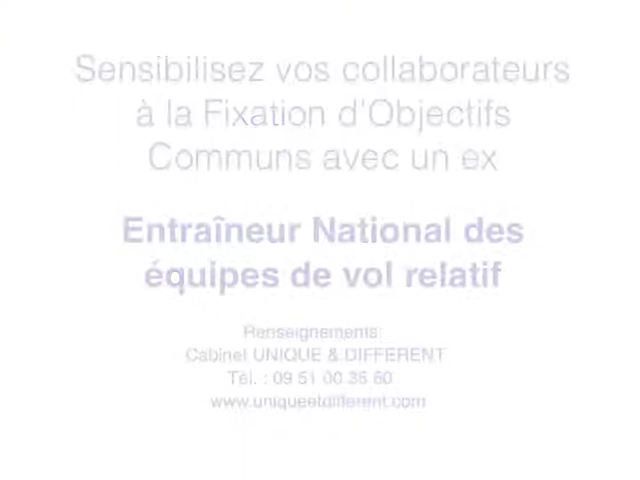 Sensibilisez vos collaborateurs
à la Fixation d'Objectifs
Communs avec un ex
Entraîneur National des
équipes de vol relatif
Renseignements:
Cabinet UNIQUE & DIFFERENT
Tél. : 09 51 00 35 60
www.uniqueetdifferent.com